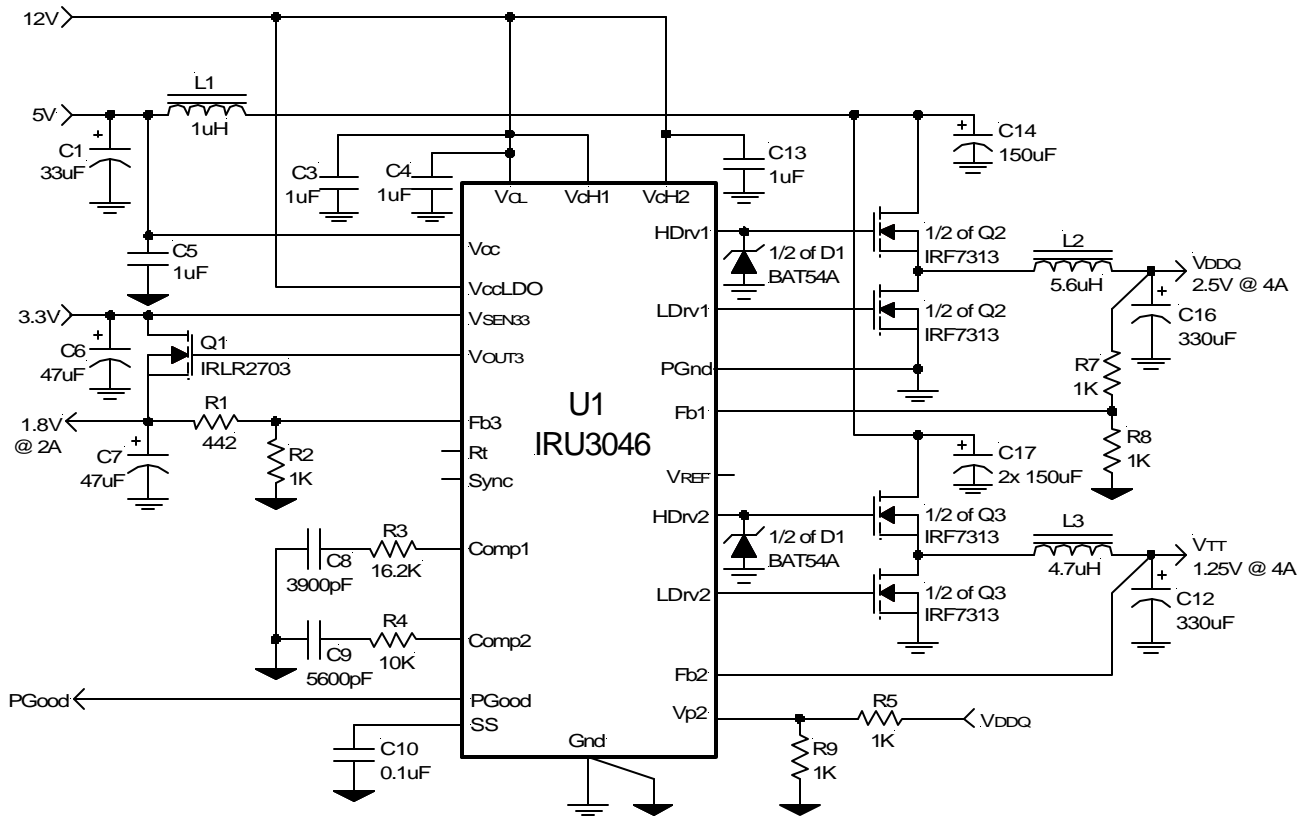 12V
5V
L1
1uH
C1
33uF
C3
1uF
C4
1uF
C13
1uF
C14
150uF
C5
1uF
3.3V
C6
47uF
Q1
IRLR2703
1.8V
@ 2A
C7
47uF
R1
442
R2
1K
C8
3900pF
R3
16.2K
C9
5600pF
R4
10K
PGood
C10
0.1uF
VCL
VCH1
VCH2
Vcc
VccLDO
VSEN33
VOUT3
Fb3
Rt
Sync
Comp1
Comp2
PGood
SS
Gnd
U1
IRU3046
HDrv1
LDrv1
PGnd
Fb1
VREF
HDrv2
LDrv2
Fb2
Vp2
1/2 of D1
BAT54A
1/2 of Q2
IRF7313
1/2 of Q2
IRF7313
L2
5.6uH
VDDQ
2.5V @ 4A
C16
330uF
R7
1K
R8
1K
C17
2x 150uF
1/2 of D1
BAT54A
1/2 of Q3
IRF7313
1/2 of Q3
IRF7313
L3
4.7uH
VTT
1.25V @ 4A
C12
330uF
R5
1K
VDDQ
R9
1K